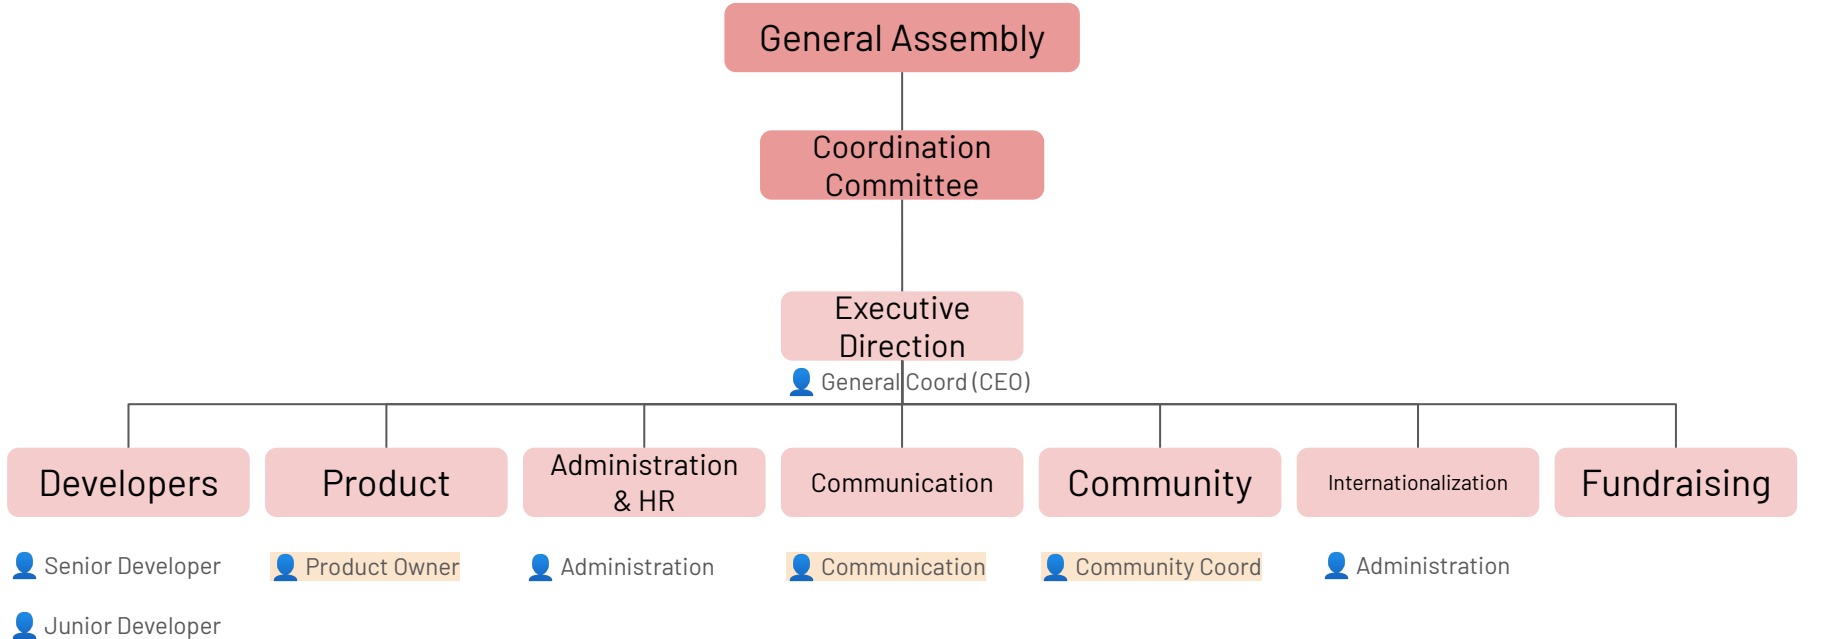 General Assembly
Coordination
Committee
Executive
Direction
👤 General Coord (CEO)
Developers
Product
Administration
& HR
Communication
Community
Internationalization
Fundraising
👤 Senior Developer
👤 Product Owner
👤 Administration
👤 Communication
👤 Community Coord
👤 Administration
👤 Junior Developer